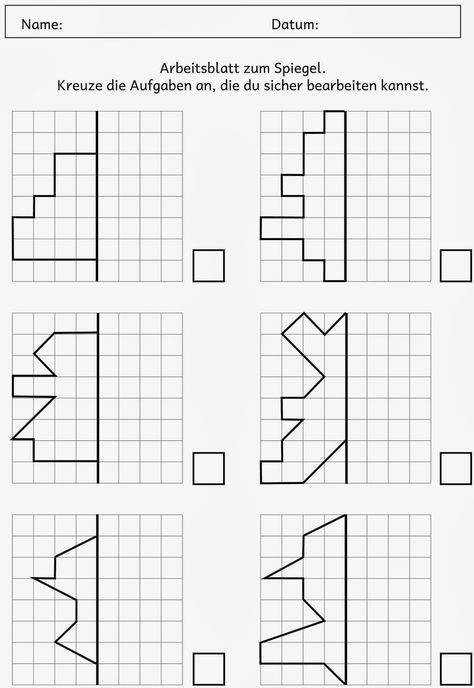 Name: Datum:
Arbeitsblatt zum Spiegel.
Kreuze die Aufgaben an, die du sicher bearbeiten kannst.